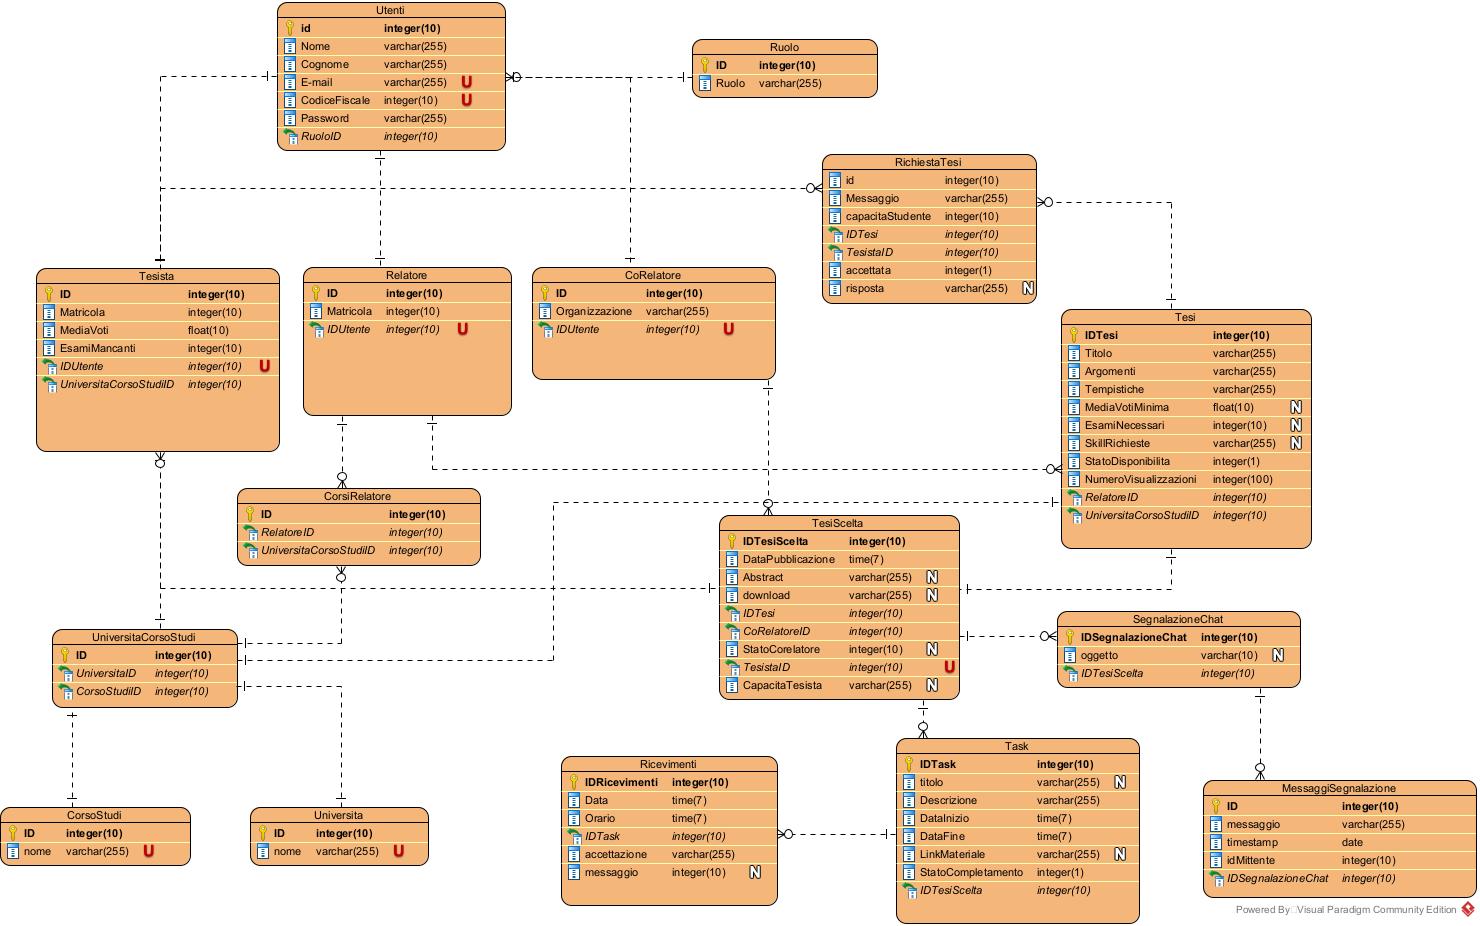 Utenti
id integer(10)
Nome varchar(255)
Cognome varchar(255)
E-mail varchar(255) U
CodiceFiscale integer(10) U
Password varchar(255)
RuoloID integer(10)
Ruolo
ID integer(10)
Ruolo varchar(255)
RichiestaTesi
id integer(10)
Messaggio varchar(255)
capacitaStudente integer(10)
IDTesi integer(10)
TesistaID integer(10)
accettata integer(1)
risposta varchar(255) N
Tesista
ID integer(10)
Matricola integer(10)
MediaVoti float(10)
EsamiMancanti integer(10)
IDUtente integer(10) U
UniversitaCorsoStudiID integer(10)
Relatore
ID integer(10)
Matricola integer(10)
IDUtente integer(10) U
CoRelatore
ID integer(10)
Organizzazione varchar(255)
IDUtente integer(10) U
Tesi
IDTesi integer(10)
Titolo varchar(255)
Argomenti varchar(255)
Tempistiche varchar(255)
MediaVotiMinima float(10) N
EsamiNecessari integer(10) N
SkillRichieste varchar(255) N
StatoDisponibilita integer(1)
NumeroVisualizzazioni integer(100)
RelatoreID integer(10)
UniversitaCorsoStudiID integer(10)
CorsiRelatore
ID integer(10)
RelatoreID integer(10)
UniversitaCorsoStudiID integer(10)
TesiScelta
IDTesiScelta integer(10)
DataPubblicazione time(7)
Abstract varchar(255) N
download varchar(255) N
IDTesi integer(10)
CoRelatoreID integer(10)
StatoCorelatore integer(10) N
TesistaID integer(10) U
CapacitaTesista varchar(255) N
SegnalazioneChat
IDSegnalazioneChat integer(10)
oggetto varchar(10) N
IDTesiScelta integer(10)
UniversitaCorsoStudi
ID integer(10)
UniversitaID integer(10)
CorsoStudiID integer(10)
CorsoStudi
ID integer(10)
nome varchar(255) U
Universita
ID integer(10)
nome varchar(255) U
Ricevimenti
IDRicevimenti integer(10)
Data time(7)
Orario time(7)
IDTask integer(10)
accettazione varchar(255)
messaggio integer(10) N
Task
IDTask integer(10)
titolo varchar(255) N
Descrizione varchar(255)
DataInizio time(7)
DataFine time(7)
LinkMateriale varchar(255) N
StatoCompletamento integer(1)
IDTesiScelta integer(10)
MessaggiSegnalazione
ID integer(10)
messaggio varchar(255)
timestamp date
idMittente integer(10)
IDSegnalazioneChat integer(10)
Powered By Visual Paradigm Community Edition